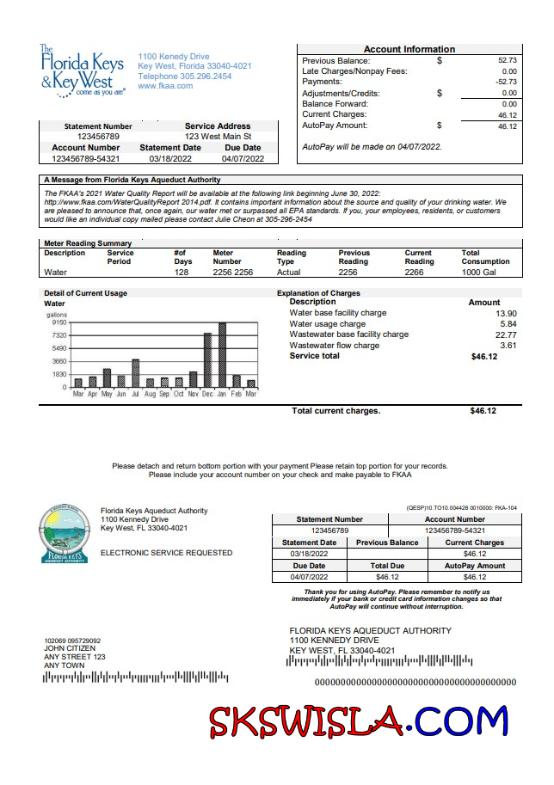 The
Florida Keys
& Key West
come as you are®
1100 Kenedy Drive
Key West, Florida 33040-4021
Telephone 305.296.2454
www.fkaa.com
Account Information
Previous Balance: $ 52.73
Late Charges/Nonpay Fees: 0.00
Payments: -52.73
Adjustments/Credits: $ 0.00
Balance Forward: 0.00
Current Charges: 46.12
AutoPay Amount: $ 46.12
AutoPay will be made on 04/07/2022.
Statement Number Service Address
123456789 123 West Main St
Account Number Statement Date Due Date
123456789-54321 03/18/2022 04/07/2022
A Message from Florida Keys Aqueduct Authority
The FKAA's 2021 Water Quality Report will be available at the following link beginning June 30, 2022:
http://www.fkaa.com/WaterQualityReport 2014.pdf. It contains important information about the source and quality of your drinking water. We
are pleased to announce that, once again, our water met or surpassed all EPA standards. If you, your employees, residents, or customers
would like an individual copy mailed please contact Julie Cheon at 305-296-2454
Meter Reading Summary
Description Service Period #of Days Meter Number Reading Type Previous Reading Current Reading Total Consumption
Water 128 2256 2256 Actual 2256 2266 1000 Gal
Detail of Current Usage
Water
gallons
9150
7320
5490
3660
1830
0
Mar Apr May Jun Jul Aug Sep Oct Nov Dec Jan Feb Mar
Explanation of Charges
Description Amount
Water base facility charge 13.90
Water usage charge 5.84
Wastewater base facility charge 22.77
Wastewater flow charge 3.61
Service total $46.12
Total current charges. $46.12
Please detach and return bottom portion with your payment Please retain top portion for your records.
Please include your account number on your check and make payable to FKAA
FLORIDA KEYS
Florida Keys Aqueduct Authority
1100 Kennedy Drive
Key West, FL 33040-4021
ELECTRONIC SERVICE REQUESTED
(QESP)10.TO10.004428 0010000: FKA-104
Statement Number Account Number
123456789 123456789-54321
Statement Date Previous Balance Current Charges
03/18/2022 $46.12
Due Date Total Due AutoPay Amount
04/07/2022 $46.12 $46.12
Thank you for using AutoPay. Please remember to notify us
immediately if your bank or credit card information changes so that
AutoPay will continue without interruption.
102069 095729092
JOHN CITIZEN
ANY STREET 123
ANY TOWN
FLORIDA KEYS AQUEDUCT AUTHORITY
1100 KENNEDY DRIVE
KEY WEST, FL 33040-4021
0000000000000000000000000000000000000000
SKSWISLA.COM